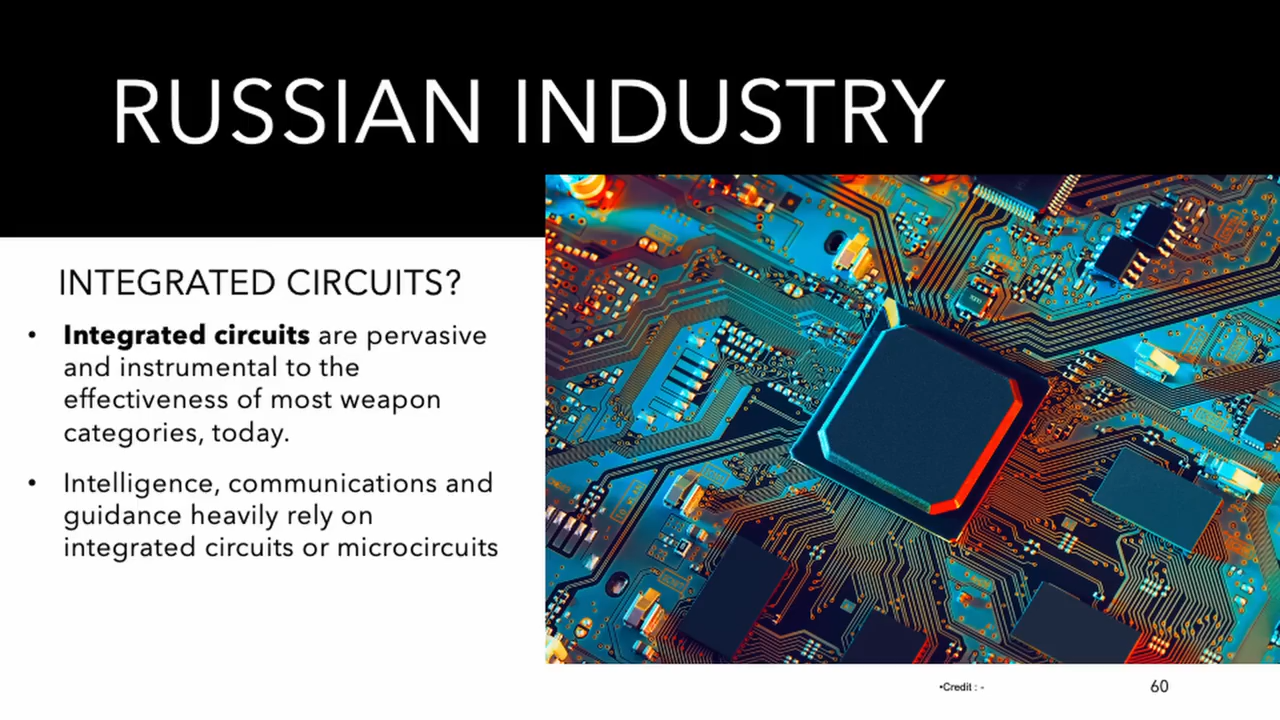 RUSSIAN INDUSTRY
INTEGRATED CIRCUITS?
• Integrated circuits are pervasive
and instrumental to the
effectiveness of most weapon
categories, today.
• Intelligence, communications and
guidance heavily rely on
integrated circuits or microcircuits
•Credit : -
60